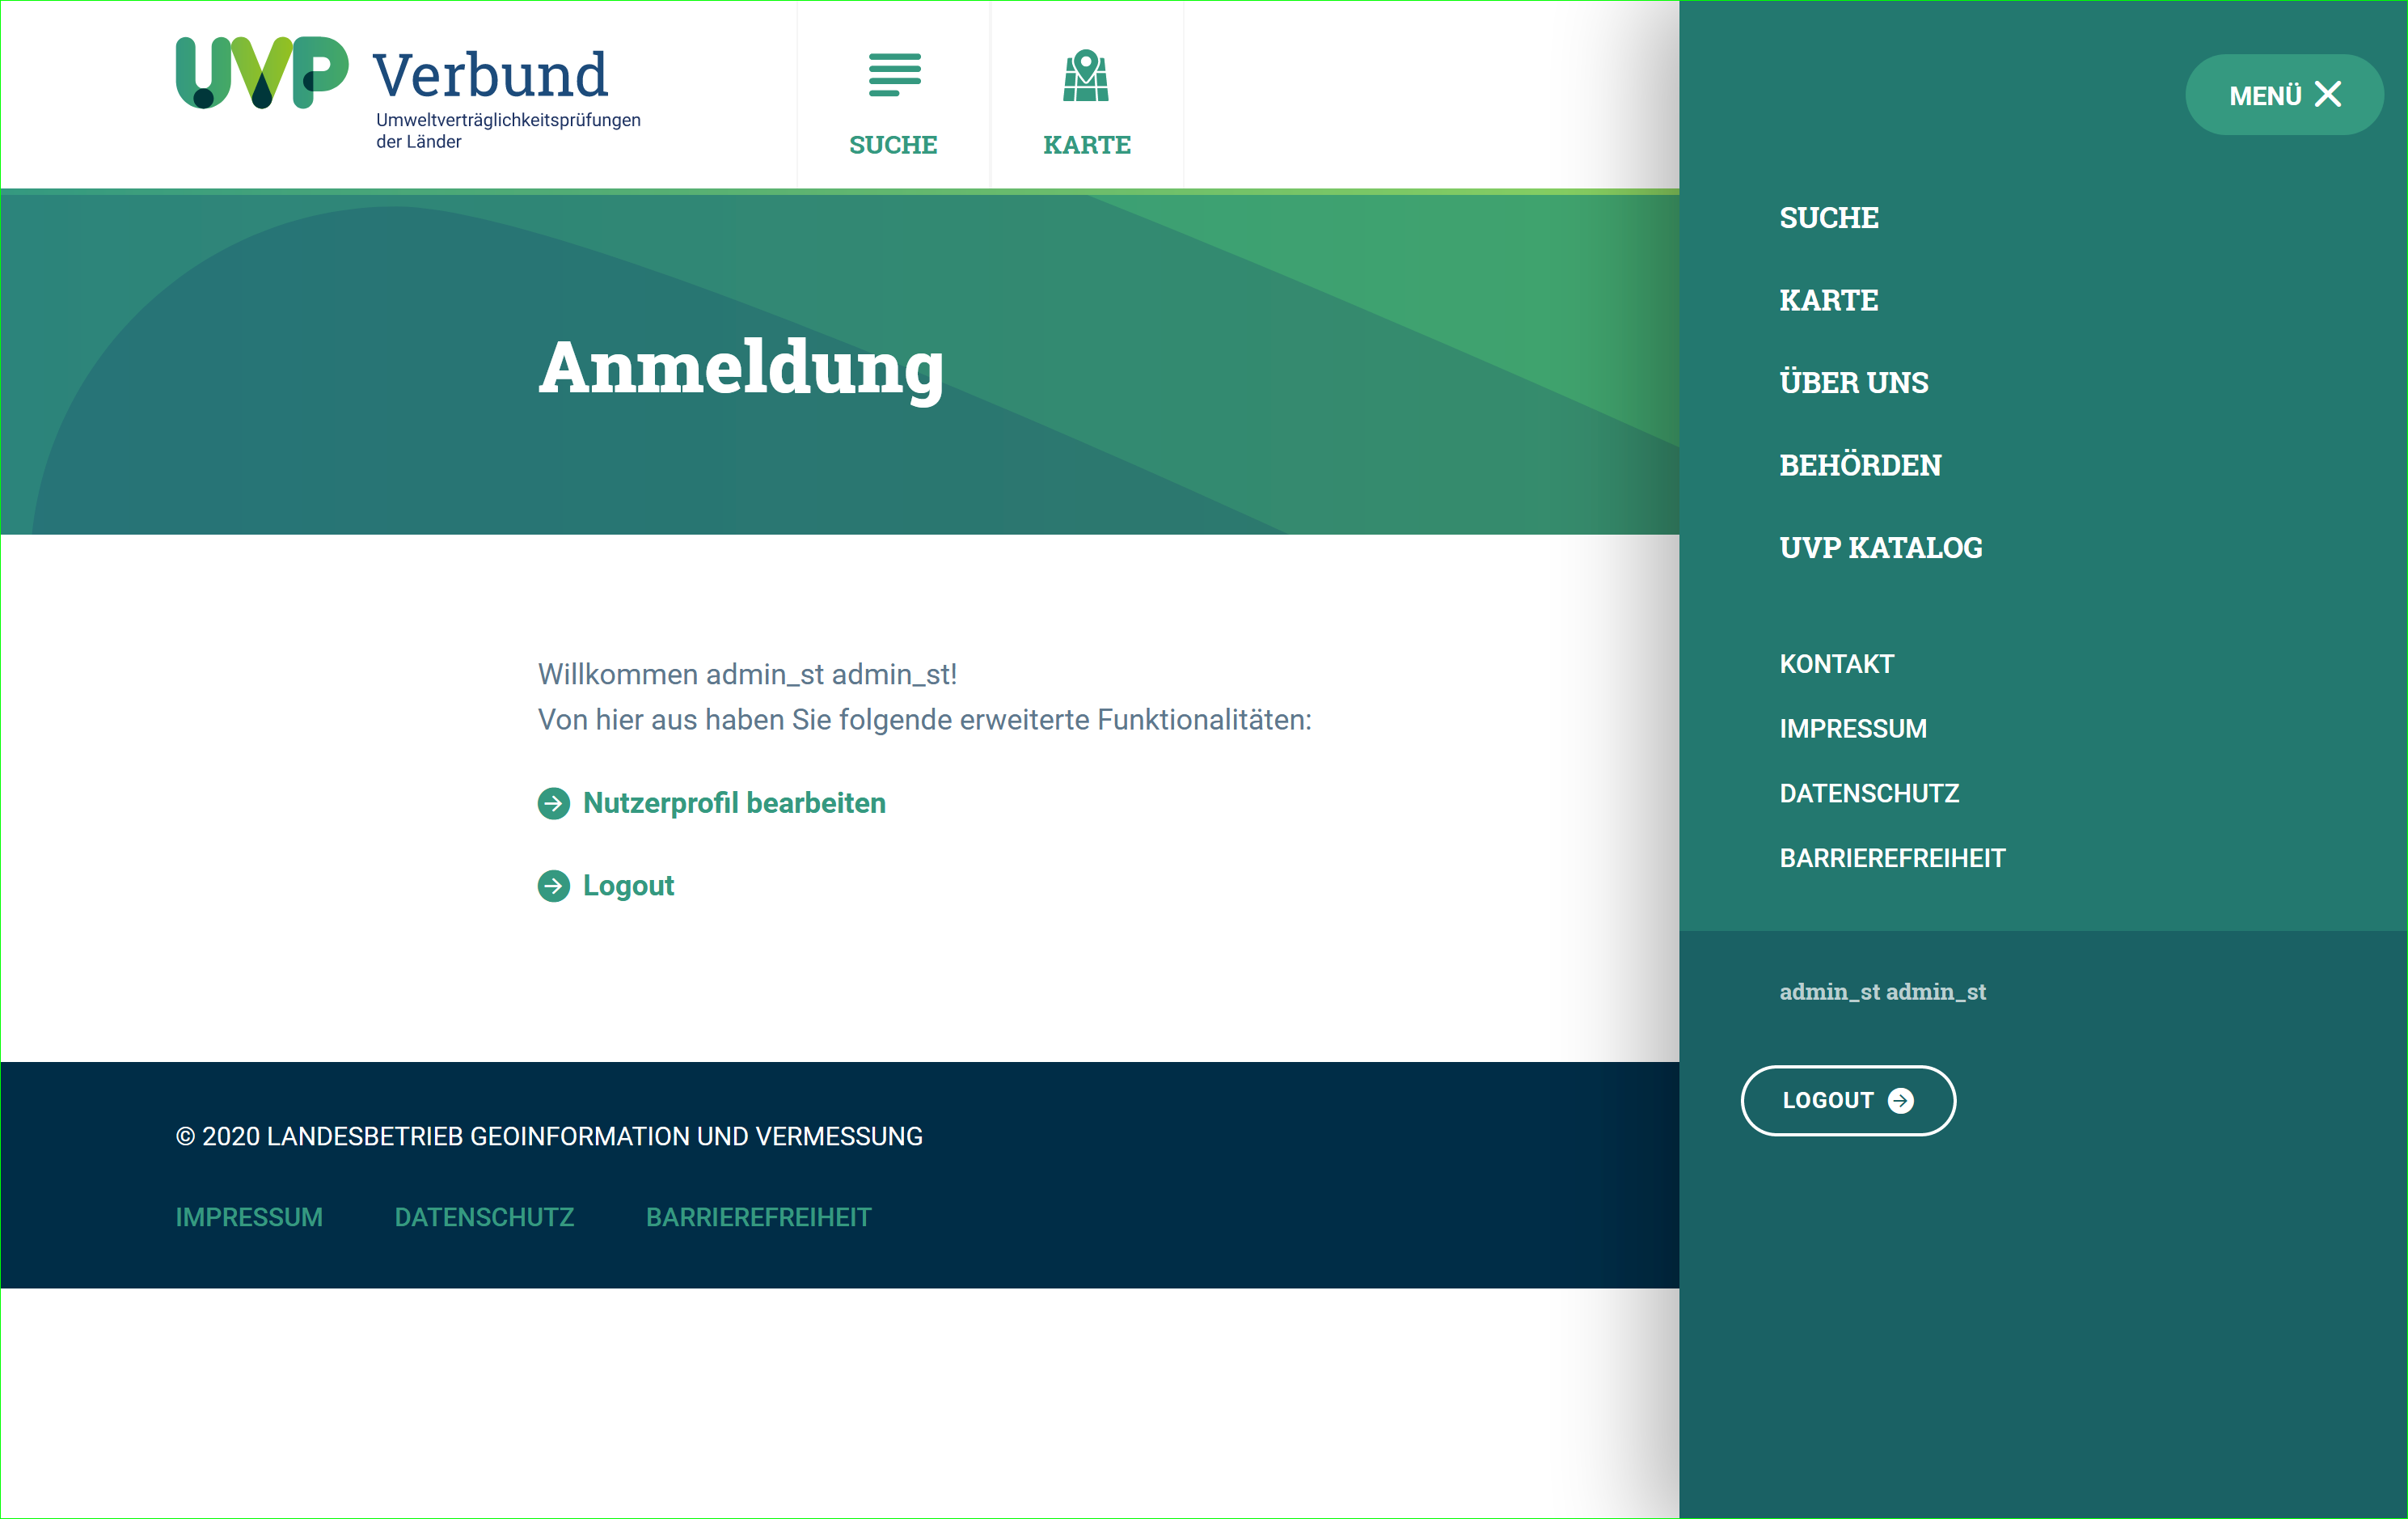 UVP Verbund
Umweltverträglichkeitsprüfungen
der Länder
SUCHE
KARTE
Anmeldung
Willkommen admin_st admin_st!
Von hier aus haben Sie folgende erweiterte Funktionalitäten:
Nutzerprofil bearbeiten
Logout
© 2020 LANDESBETRIEB GEOINFORMATION UND VERMESSUNG
IMPRESSUM DATENSCHUTZ BARRIEREFREIHEIT
MENÜ
SUCHE
KARTE
ÜBER UNS
BEHÖRDEN
UVP KATALOG
KONTAKT
IMPRESSUM
DATENSCHUTZ
BARRIEREFREIHEIT
admin_st admin_st
LOGOUT